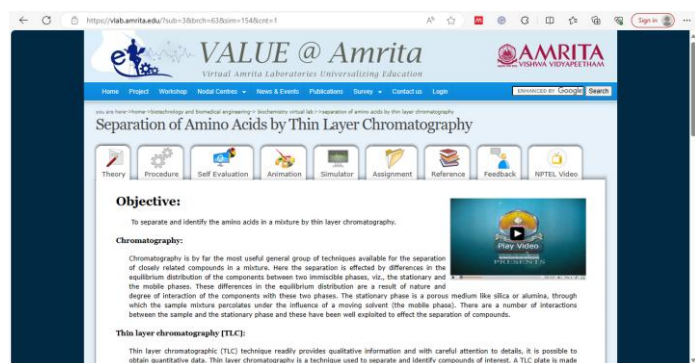 https://vlab.amrita.edu/?sub=3&brch=63&sim=154&cnt=1
Sign in
VALUE @ Amrita
Virtual Amrita Laboratories Universalizing Education
AMRITA
VISHWA VIDYAPEETHAM
Home Project Workshop Nodal Centres News & Events Publications Survey Contact us Login
ENHANCED BY Google Search
you are here->home->biotechnology and biomedical engineering-> biochemistry virtual lab->separation of amino acids by thin layer chromatography
Separation of Amino Acids by Thin Layer Chromatography
Theory Procedure Self Evaluation Animation Simulator Assignment Reference Feedback NPTEL Video
Objective:
To separate and identify the amino acids in a mixture by thin layer chromatography.
Play Video
PRESENTS
Chromatography:
Chromatography is by far the most useful general group of techniques available for the separation
of closely related compounds in a mixture. Here the separation is effected by differences in the
equilibrium distribution of the components between two immiscible phases, viz., the stationary and
the mobile phases. These differences in the equilibrium distribution are a result of nature and
degree of interaction of the components with these two phases. The stationary phase is a porous medium like silica or alumina, through
which the sample mixture percolates under the influence of a moving solvent (the mobile phase). There are a number of interactions
between the sample and the stationary phase and these have been well exploited to effect the separation of compounds.
Thin layer chromatography [TLC]:
Thin layer chromatographic (TLC) technique readily provides qualitative information and with careful attention to details, it is possible to
obtain quantitative data. Thin layer chromatography is a technique used to separate and identify compounds of interest. A TLC plate is made